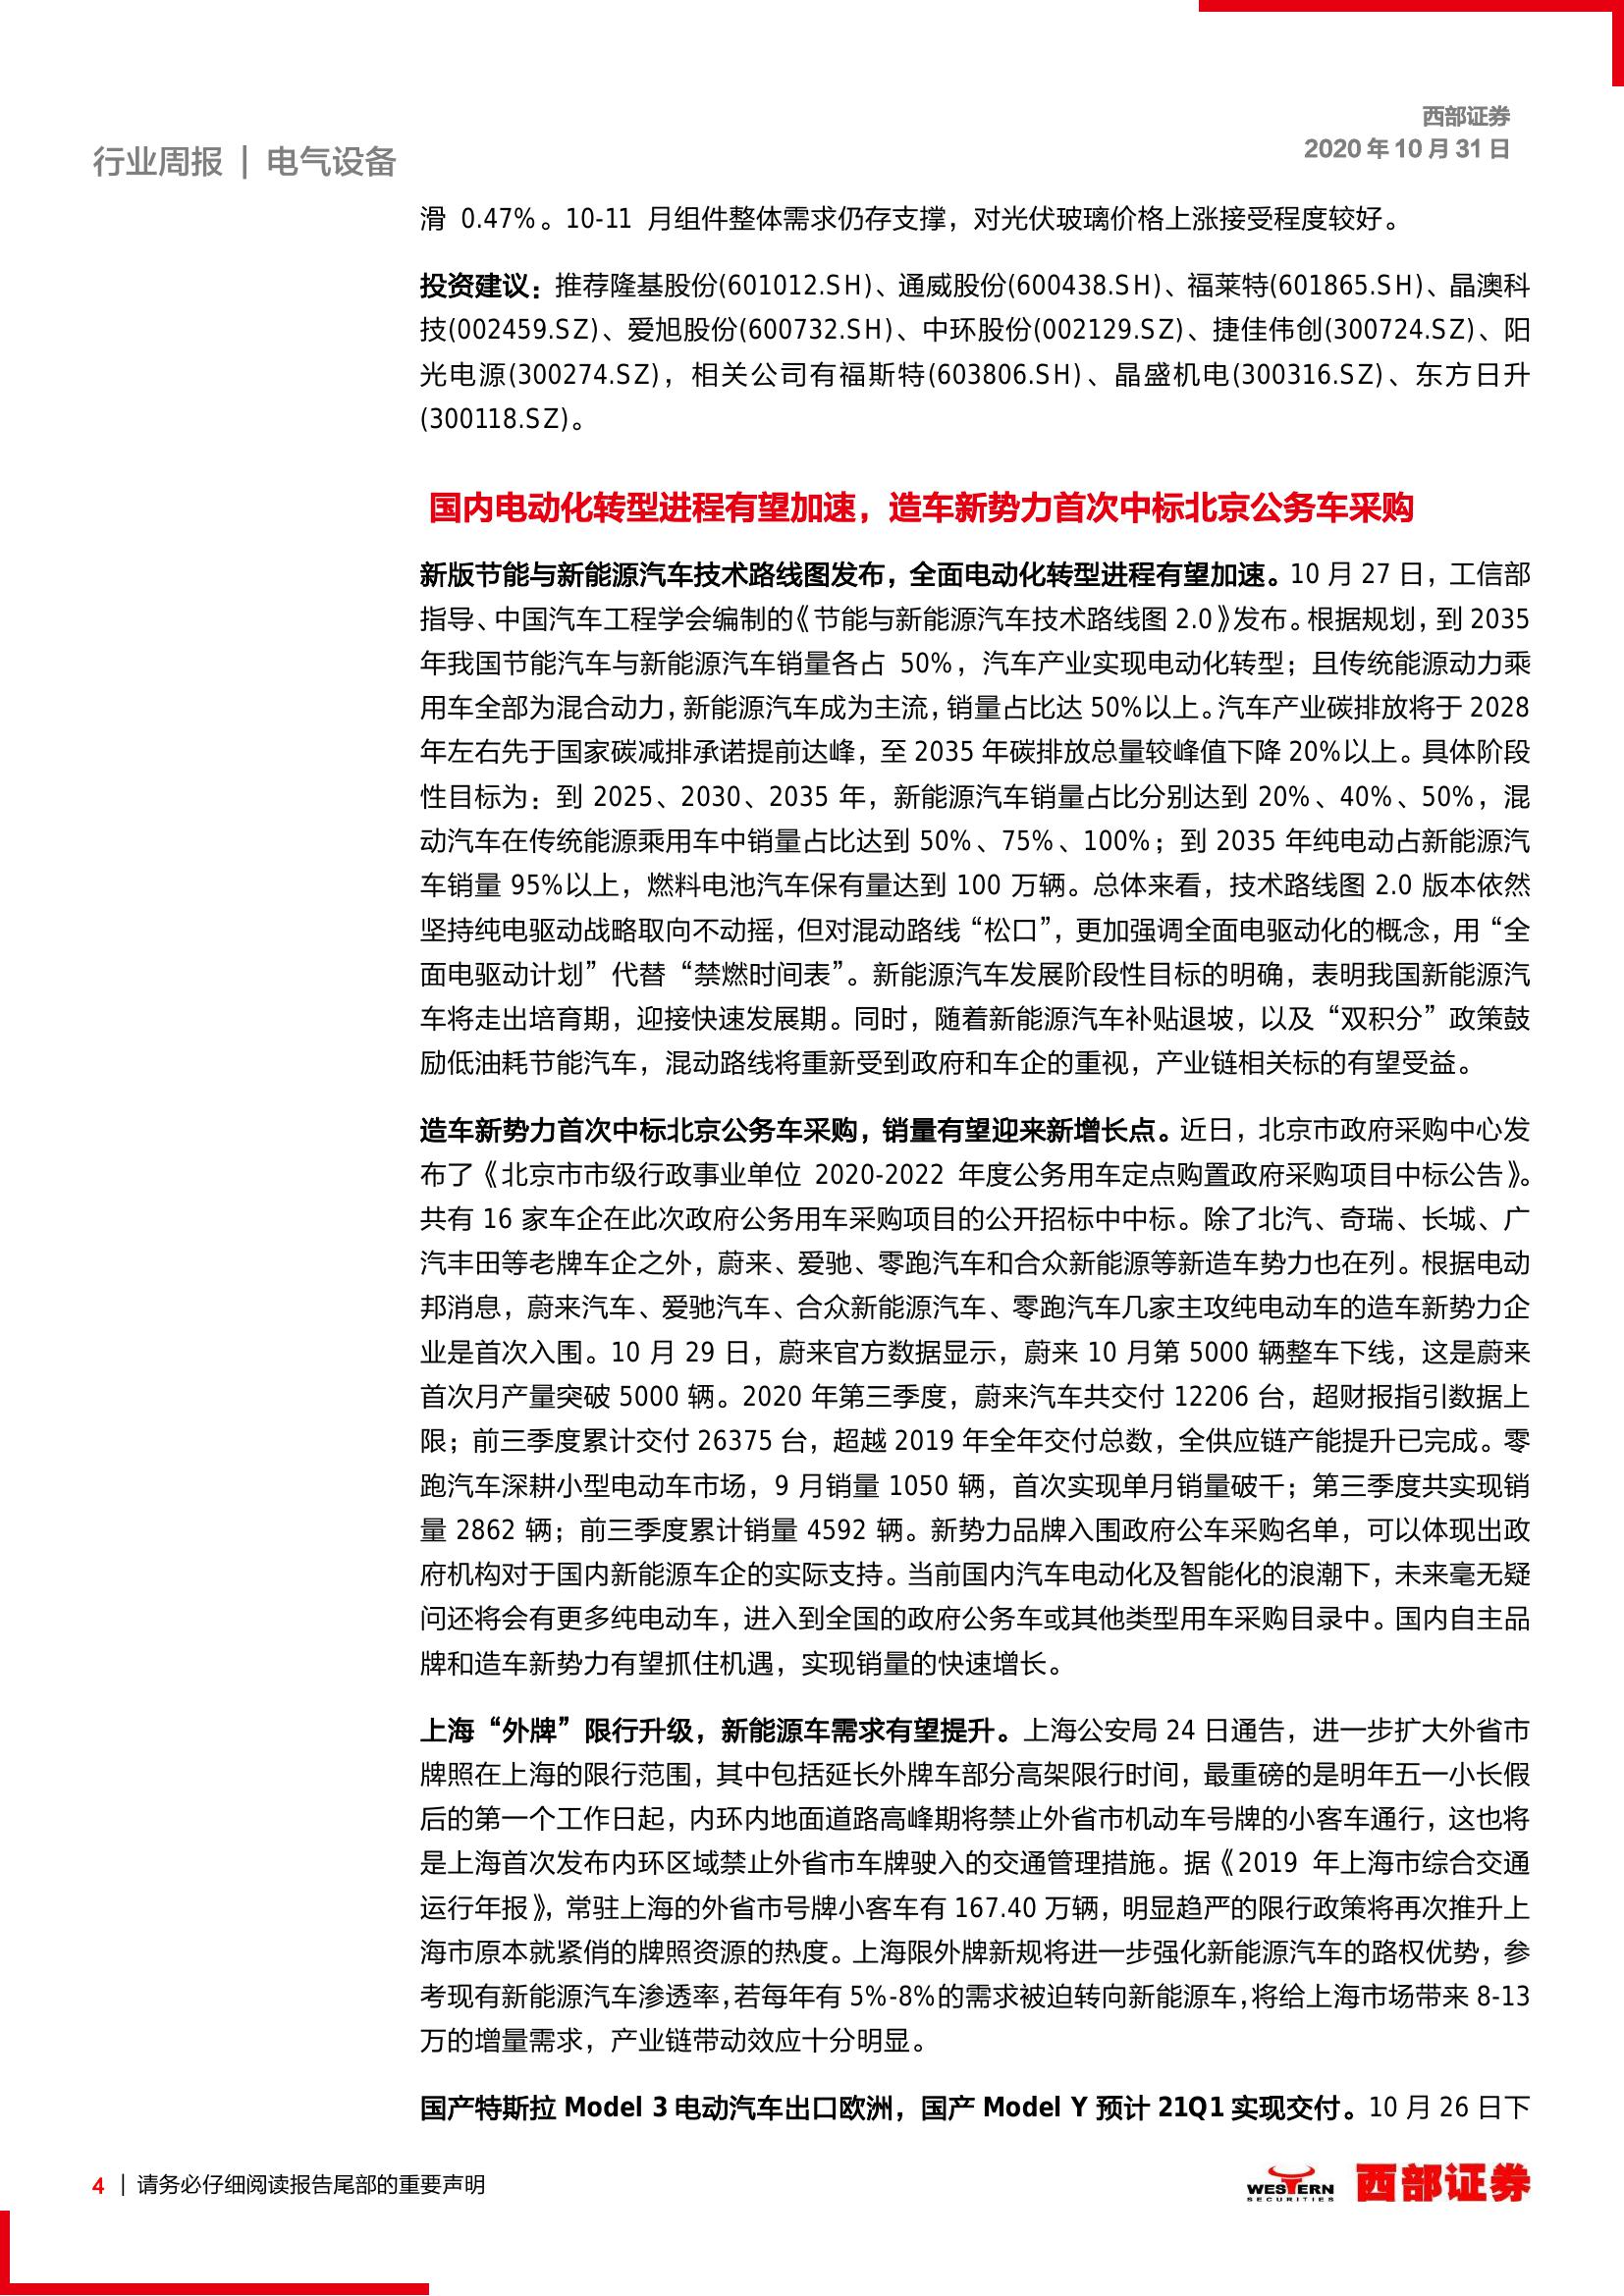 西部证券
2020 年 10 月 31 日
行业周报 | 电气设备
滑 0.47%。10-11 月组件整体需求仍存支撑，对光伏玻璃价格上涨接受程度较好。
投资建议：推荐隆基股份(601012.SH)、通威股份(600438.SH)、福莱特(601865.SH)、晶澳科
技(002459.SZ)、爱旭股份(600732.SH)、中环股份(002129.SZ)、捷佳伟创(300724.SZ)、阳
光电源(300274.SZ)，相关公司有福斯特(603806.SH)、晶盛机电(300316.SZ)、东方日升
(300118.SZ)。
国内电动化转型进程有望加速，造车新势力首次中标北京公务车采购
新版节能与新能源汽车技术路线图发布，全面电动化转型进程有望加速。10 月 27 日，工信部
指导、中国汽车工程学会编制的《节能与新能源汽车技术路线图 2.0》发布。根据规划，到 2035
年我国节能汽车与新能源汽车销量各占 50%，汽车产业实现电动化转型；且传统能源动力乘
用车全部为混合动力，新能源汽车成为主流，销量占比达 50%以上。汽车产业碳排放将于 2028
年左右先于国家碳减排承诺提前达峰，至 2035 年碳排放总量较峰值下降 20%以上。具体阶段
性目标为：到 2025、2030、2035 年，新能源汽车销量占比分别达到 20%、40%、50%，混
动汽车在传统能源乘用车中销量占比达到 50%、75%、100%；到 2035 年纯电动占新能源汽
车销量 95%以上，燃料电池汽车保有量达到 100 万辆。总体来看，技术路线图 2.0 版本依然
坚持纯电驱动战略取向不动摇，但对混动路线“松口”，更加强调全面电驱动化的概念，用“全
面电驱动计划”代替“禁燃时间表”。新能源汽车发展阶段性目标的明确，表明我国新能源汽
车将走出培育期，迎接快速发展期。同时，随着新能源汽车补贴退坡，以及“双积分”政策鼓
励低油耗节能汽车，混动路线将重新受到政府和车企的重视，产业链相关标的有望受益。
造车新势力首次中标北京公务车采购，销量有望迎来新增长点。近日，北京市政府采购中心发
布了《北京市市级行政事业单位 2020-2022 年度公务用车定点购置政府采购项目中标公告》。
共有 16 家车企在此次政府公务用车采购项目的公开招标中中标。除了北汽、奇瑞、长城、广
汽丰田等老牌车企之外，蔚来、爱驰、零跑汽车和合众新能源等新造车势力也在列。根据电动
邦消息，蔚来汽车、爱驰汽车、合众新能源汽车、零跑汽车几家主攻纯电动车的造车新势力企
业是首次入围。10 月 29 日，蔚来官方数据显示，蔚来 10 月第 5000 辆整车下线，这是蔚来
首次月产量突破 5000 辆。2020 年第三季度，蔚来汽车共交付 12206 台，超财报指引数据上
限；前三季度累计交付 26375 台，超越 2019 年全年交付总数，全供应链产能提升已完成。零
跑汽车深耕小型电动车市场，9 月销量 1050 辆，首次实现单月销量破千；第三季度共实现销
量 2862 辆；前三季度累计销量 4592 辆。新势力品牌入围政府公车采购名单，可以体现出政
府机构对于国内新能源车企的实际支持。当前国内汽车电动化及智能化的浪潮下，未来毫无疑
问还将会有更多纯电动车，进入到全国的政府公务车或其他类型用车采购目录中。国内自主品
牌和造车新势力有望抓住机遇，实现销量的快速增长。
上海“外牌”限行升级，新能源车需求有望提升。上海公安局 24 日通告，进一步扩大外省市
牌照在上海的限行范围，其中包括延长外牌车部分高架限行时间，最重磅的是明年五一小长假
后的第一个工作日起，内环内地面道路高峰期将禁止外省市机动车号牌的小客车通行，这也将
是上海首次发布内环区域禁止外省市车牌驶入的交通管理措施。据《2019 年上海市综合交通
运行年报》，常驻上海的外省市号牌小客车有 167.40 万辆，明显趋严的限行政策将再次推升上
海市原本就紧俏的牌照资源的热度。上海限外牌新规将进一步强化新能源汽车的路权优势，参
考现有新能源汽车渗透率，若每年有 5%-8%的需求被迫转向新能源车，将给上海市场带来 8-13
万的增量需求，产业链带动效应十分明显。
国产特斯拉 Model 3 电动汽车出口欧洲，国产 Model Y 预计 21Q1 实现交付。10 月 26 日下
4 | 请务必仔细阅读报告尾部的重要声明
WESTERN
SECURITIES
西部证券